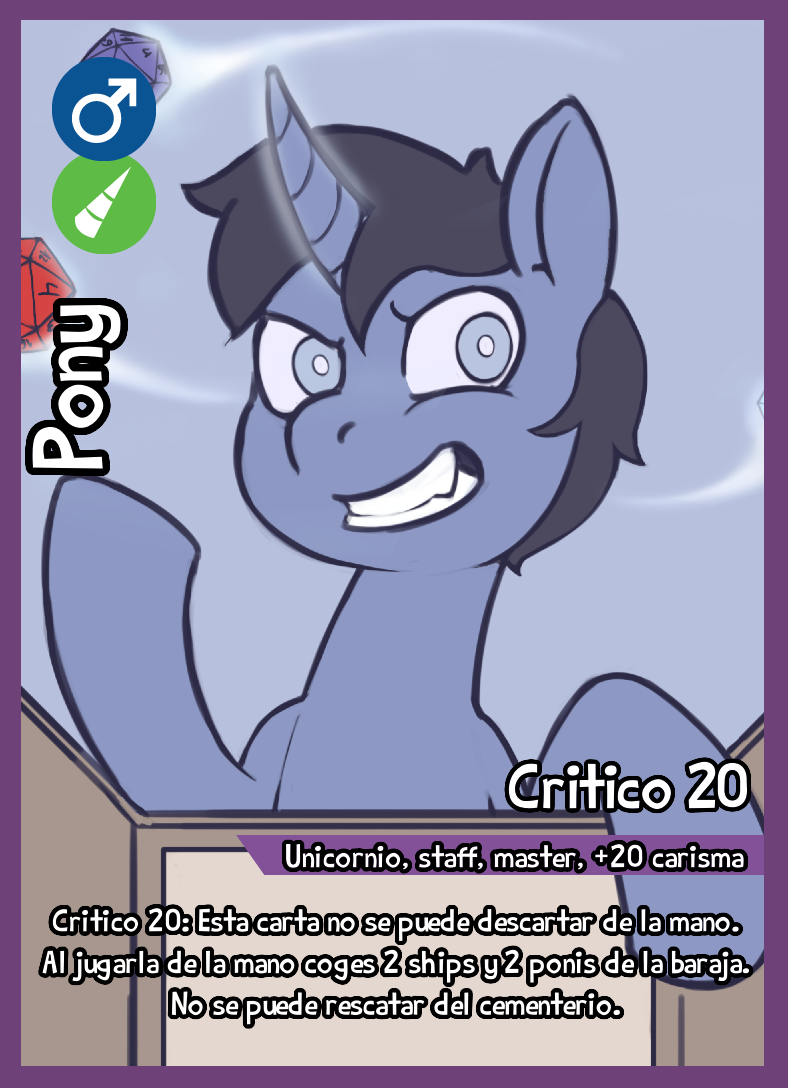 Pony
Critico 20
Unicornio, staff, master, +20 carisma
Critico 20: Esta carta no se puede descartar de la mano.
Al jugarla de la mano coges 2 ships y 2 ponis de la baraja.
No se puede rescatar del cementerio.